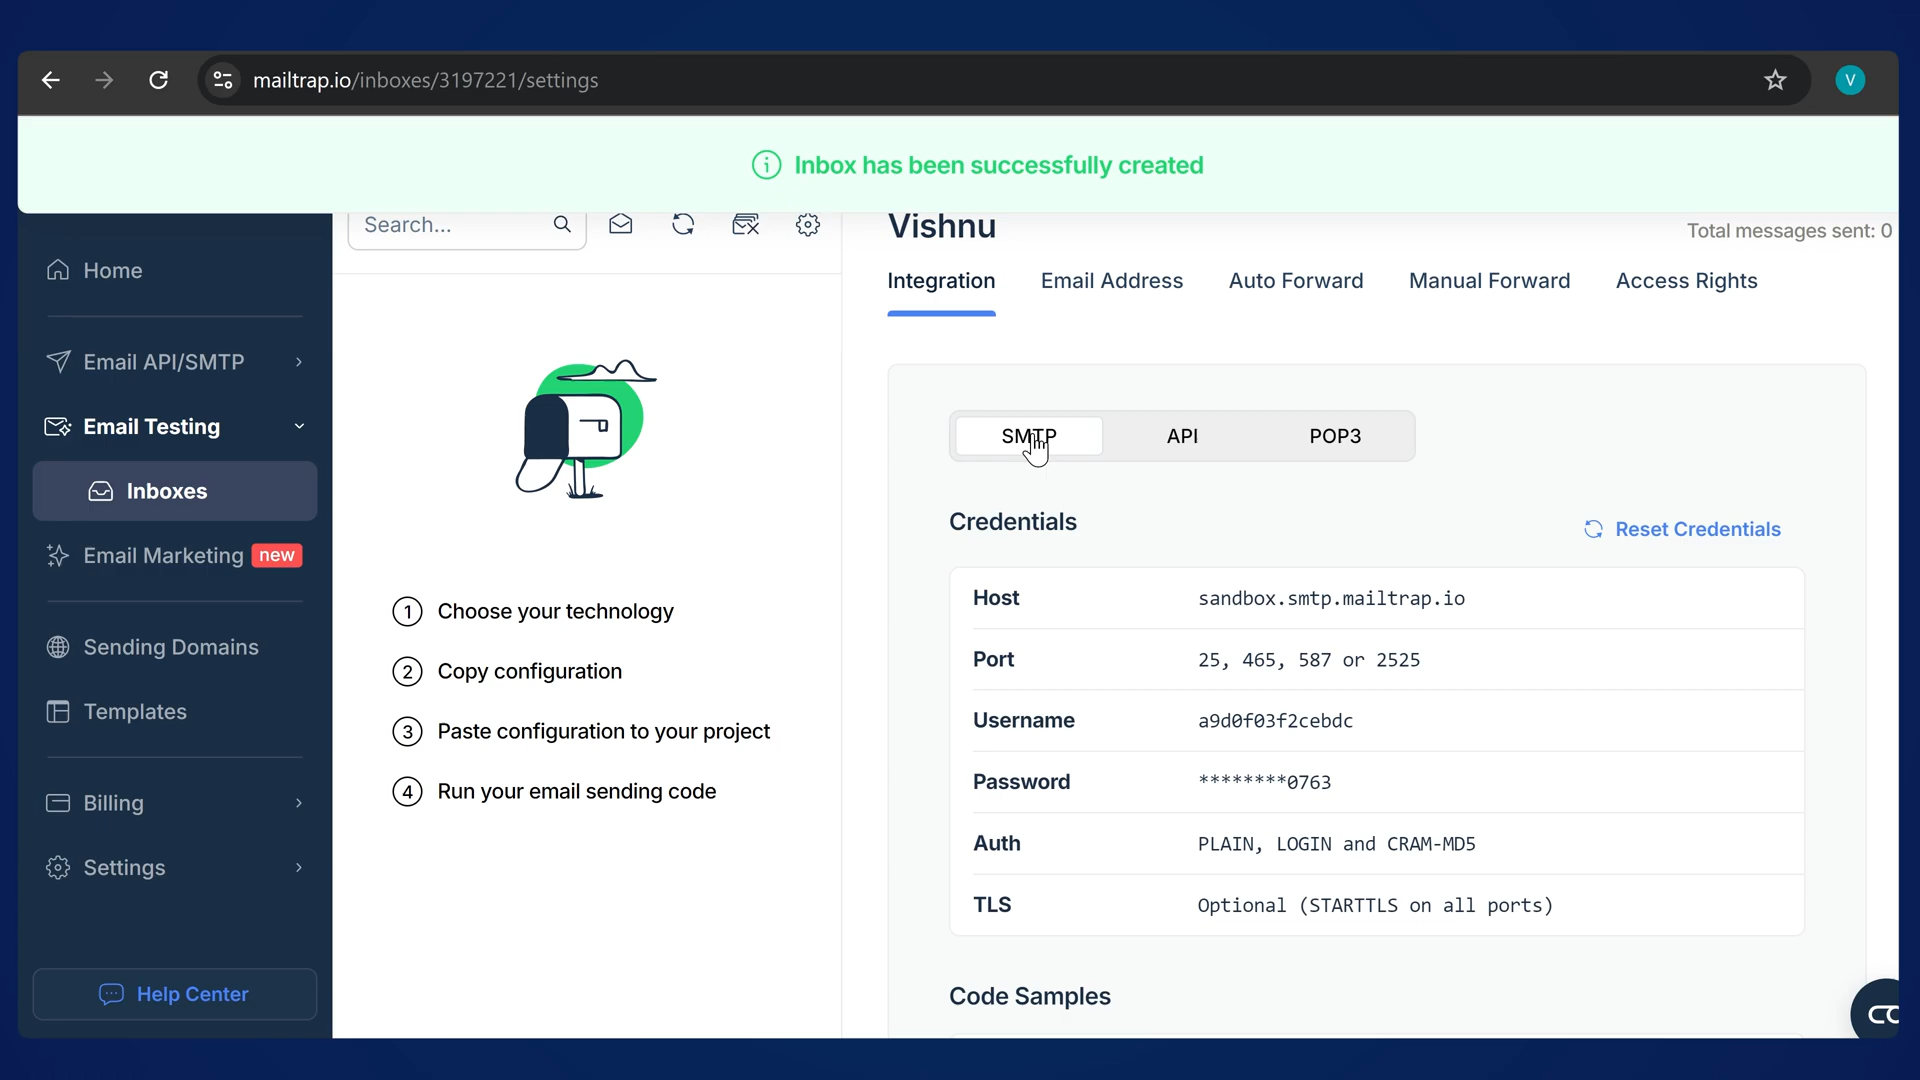 mailtrap.io/inboxes/3197221/settings
V
Inbox has been successfully created
Home
Email API/SMTP
Email Testing
Inboxes
Email Marketing new
Sending Domains
Templates
Billing
Settings
Help Center
Search...
1 Choose your technology
2 Copy configuration
3 Paste configuration to your project
4 Run your email sending code
Vishnu
Total messages sent: 0
Integration Email Address Auto Forward Manual Forward Access Rights
SMTP API POP3
Credentials
Reset Credentials
Host sandbox.smtp.mailtrap.io
Port 25, 465, 587 or 2525
Username a9d0f03f2cebdc
Password ********0763
Auth PLAIN, LOGIN and CRAM-MD5
TLS Optional (STARTTLS on all ports)
Code Samples